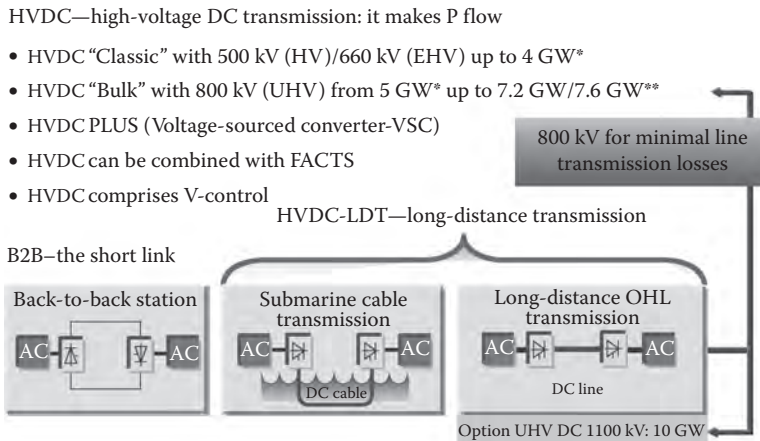 HVDC—high-voltage DC transmission: it makes P flow
• HVDC “Classic” with 500 kV (HV)/660 kV (EHV) up to 4 GW*
• HVDC “Bulk” with 800 kV (UHV) from 5 GW* up to 7.2 GW/7.6 GW**
• HVDC PLUS (Voltage-sourced converter-VSC)
• HVDC can be combined with FACTS
• HVDC comprises V-control
800 kV for minimal line
transmission losses
HVDC-LDT—long-distance transmission
B2B–the short link
Back-to-back station
AC AC
Submarine cable
transmission
AC AC
DC cable
Long-distance OHL
transmission
AC AC
DC line
Option UHV DC 1100 kV: 10 GW